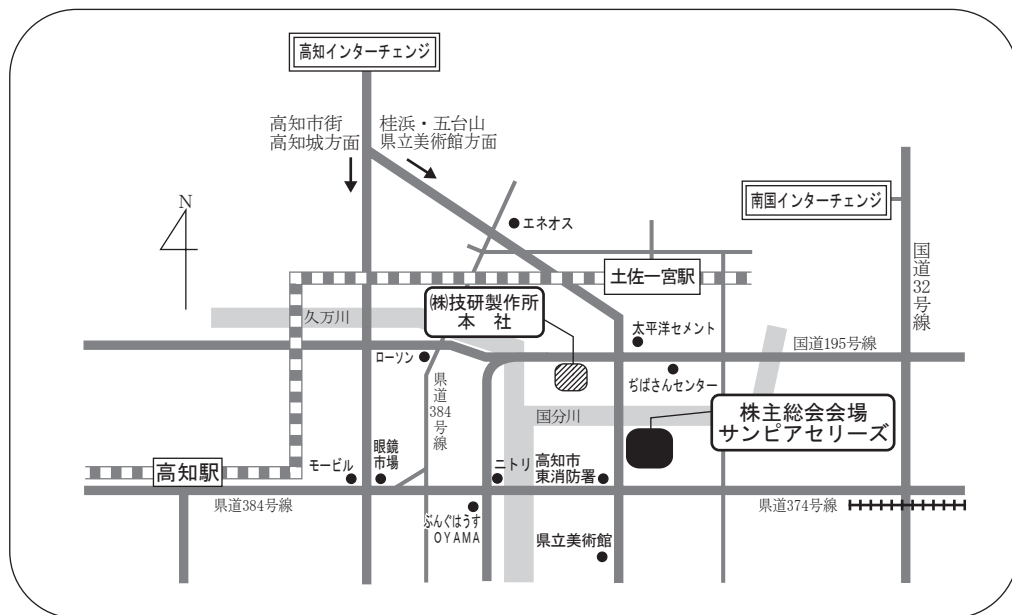 高知インターチェンジ
高知市街
高知城方面
桂浜・五台山
県立美術館方面
N
南国インターチェンジ
エネオス
国道32号線
土佐一宮駅
㈱技研製作所
本 社
久万川
太平洋セメント
国道195号線
ローソン
ぢばさんセンター
県道384号線
国分川
株主総会会場
サンピアセリーズ
高知駅
モービル
眼鏡
市場
ニトリ
高知市
東消防署
県道384号線
県道374号線
ぶんぐはうす
OYAMA
県立美術館